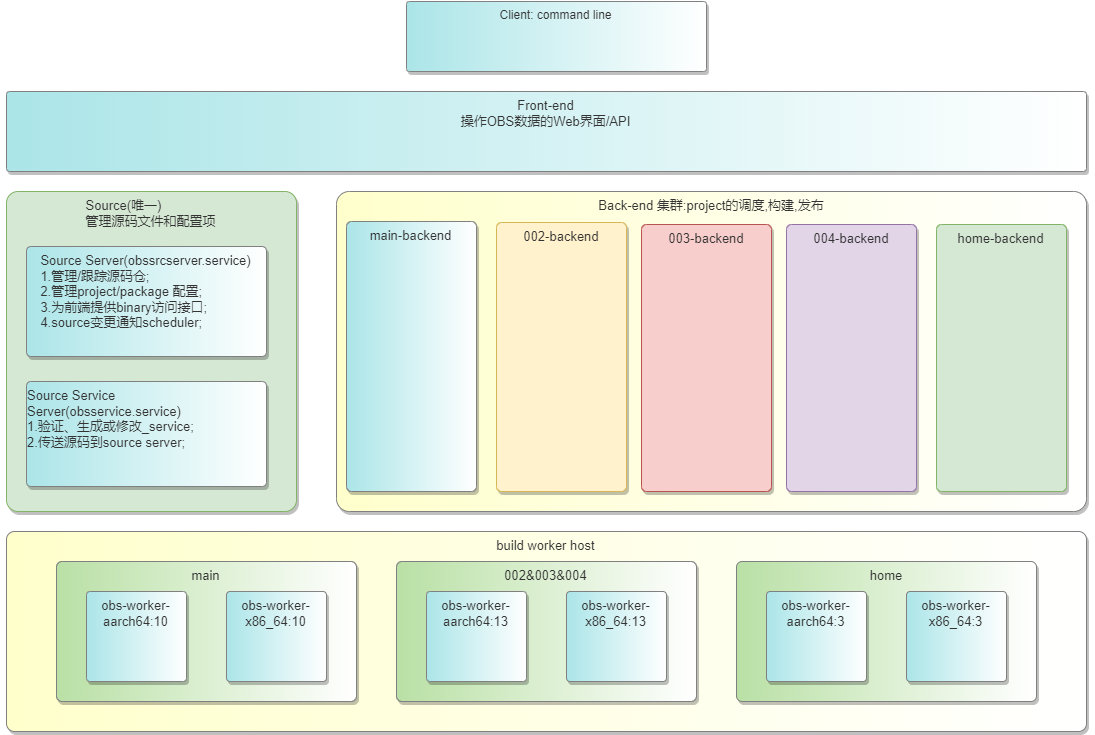 Client: command line
Front-end
操作OBS数据的Web界面/API
Source(唯一)
管理源码文件和配置项
Source Server(obssrcserver.service)
1.管理/跟踪源码仓;
2.管理project/package 配置;
3.为前端提供binary访问接口;
4.source变更通知scheduler;
Source Service
Server(obsservice.service)
1.验证、生成或修改_service;
2.传送源码到source server;
Back-end 集群:project的调度,构建,发布
main-backend
002-backend
003-backend
004-backend
home-backend
build worker host
main
obs-worker-
aarch64:10
obs-worker-
x86_64:10
002&003&004
obs-worker-
aarch64:13
obs-worker-
x86_64:13
home
obs-worker-
aarch64:3
obs-worker-
x86_64:3